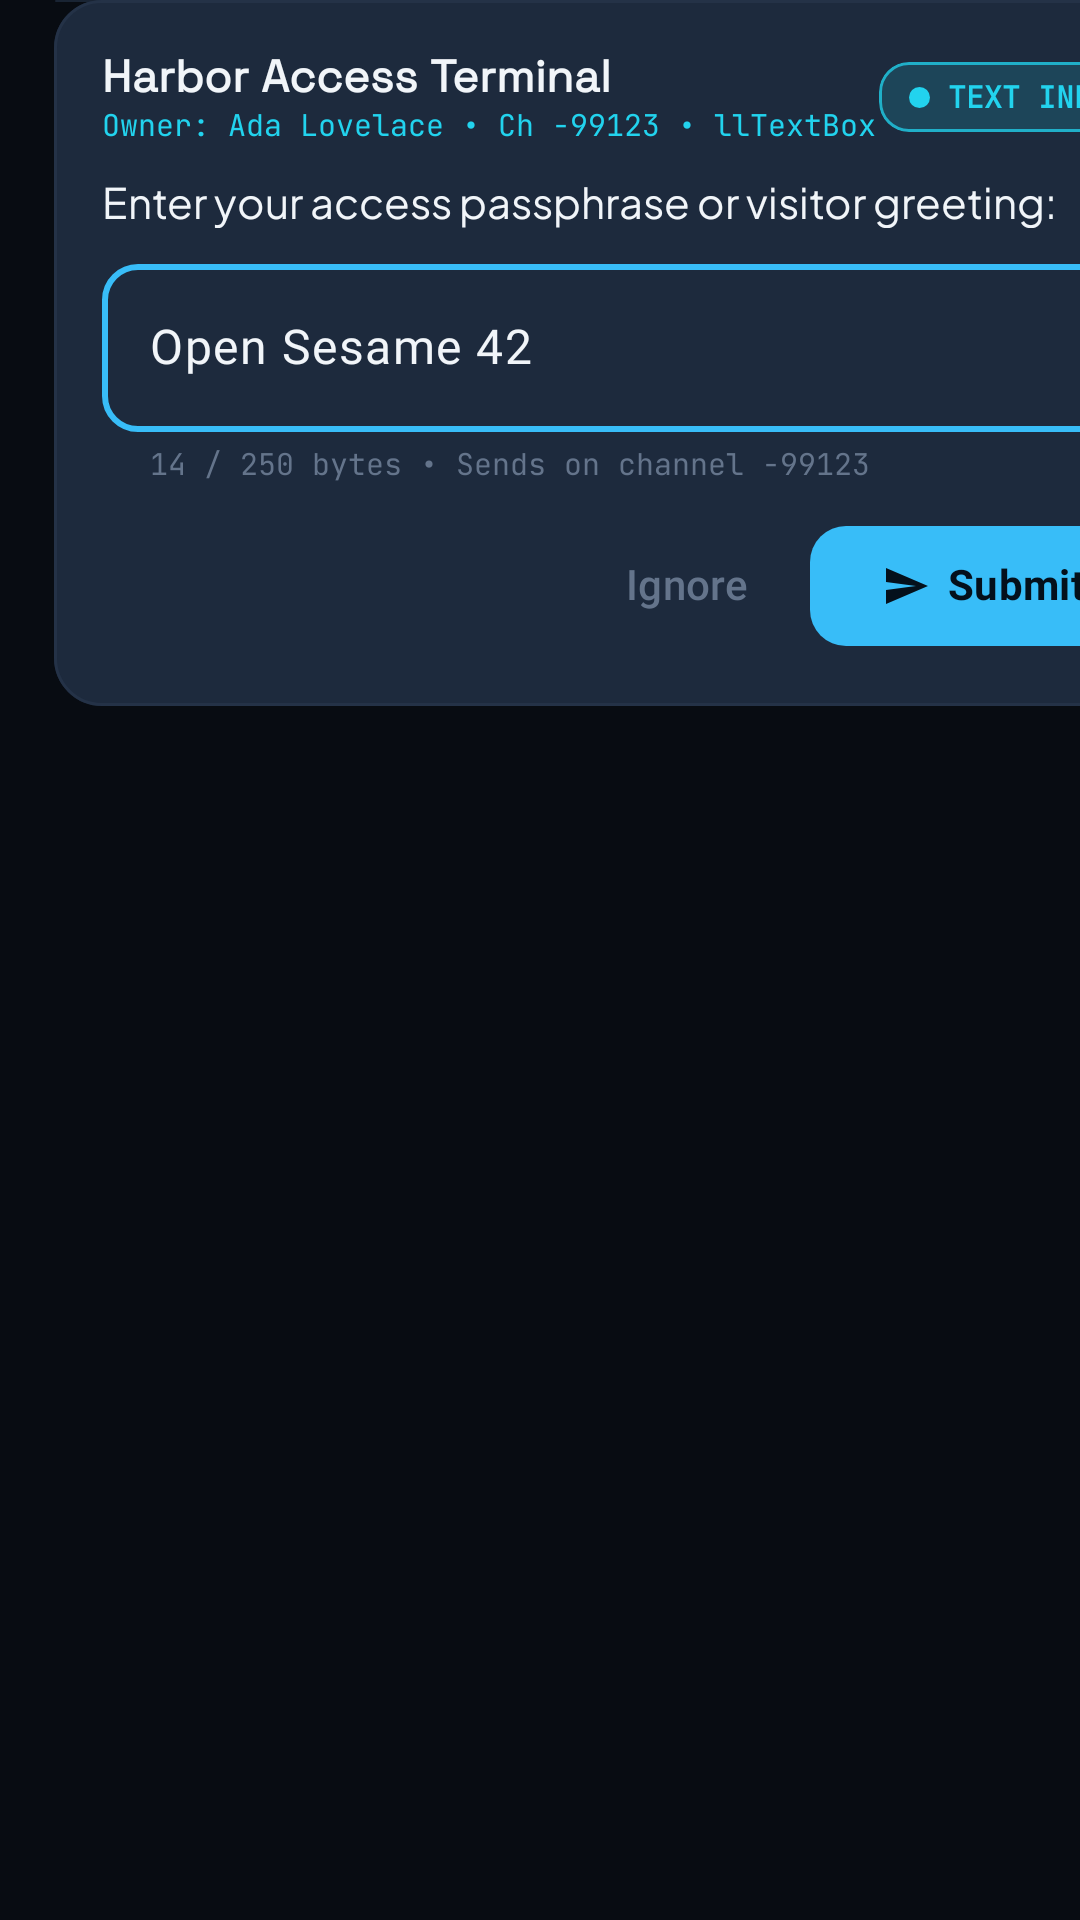 Harbor Access Terminal
Owner: Ada Lovelace • Ch -99123 • llTextBox
TEXT
Enter your access passphrase or visitor greeting:
Open Sesame 42
14 / 250 bytes • Sends on channel -99123
Ignore
Submit